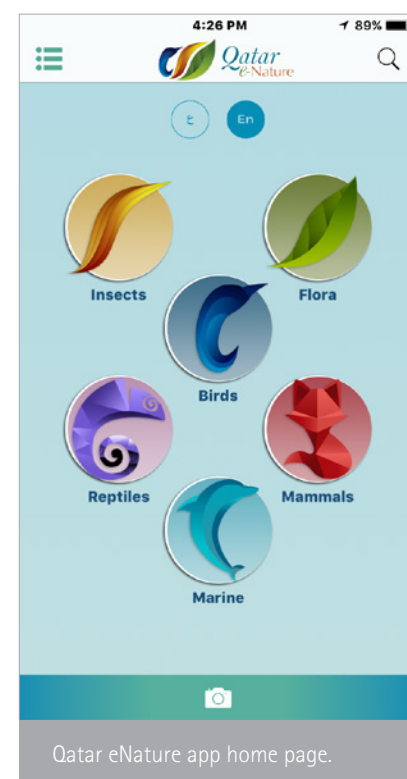 4:26 PM 89%
Qatar
e-Nature
ع En
Insects Flora
Birds
Reptiles Mammals
Marine
Qatar eNature app home page.